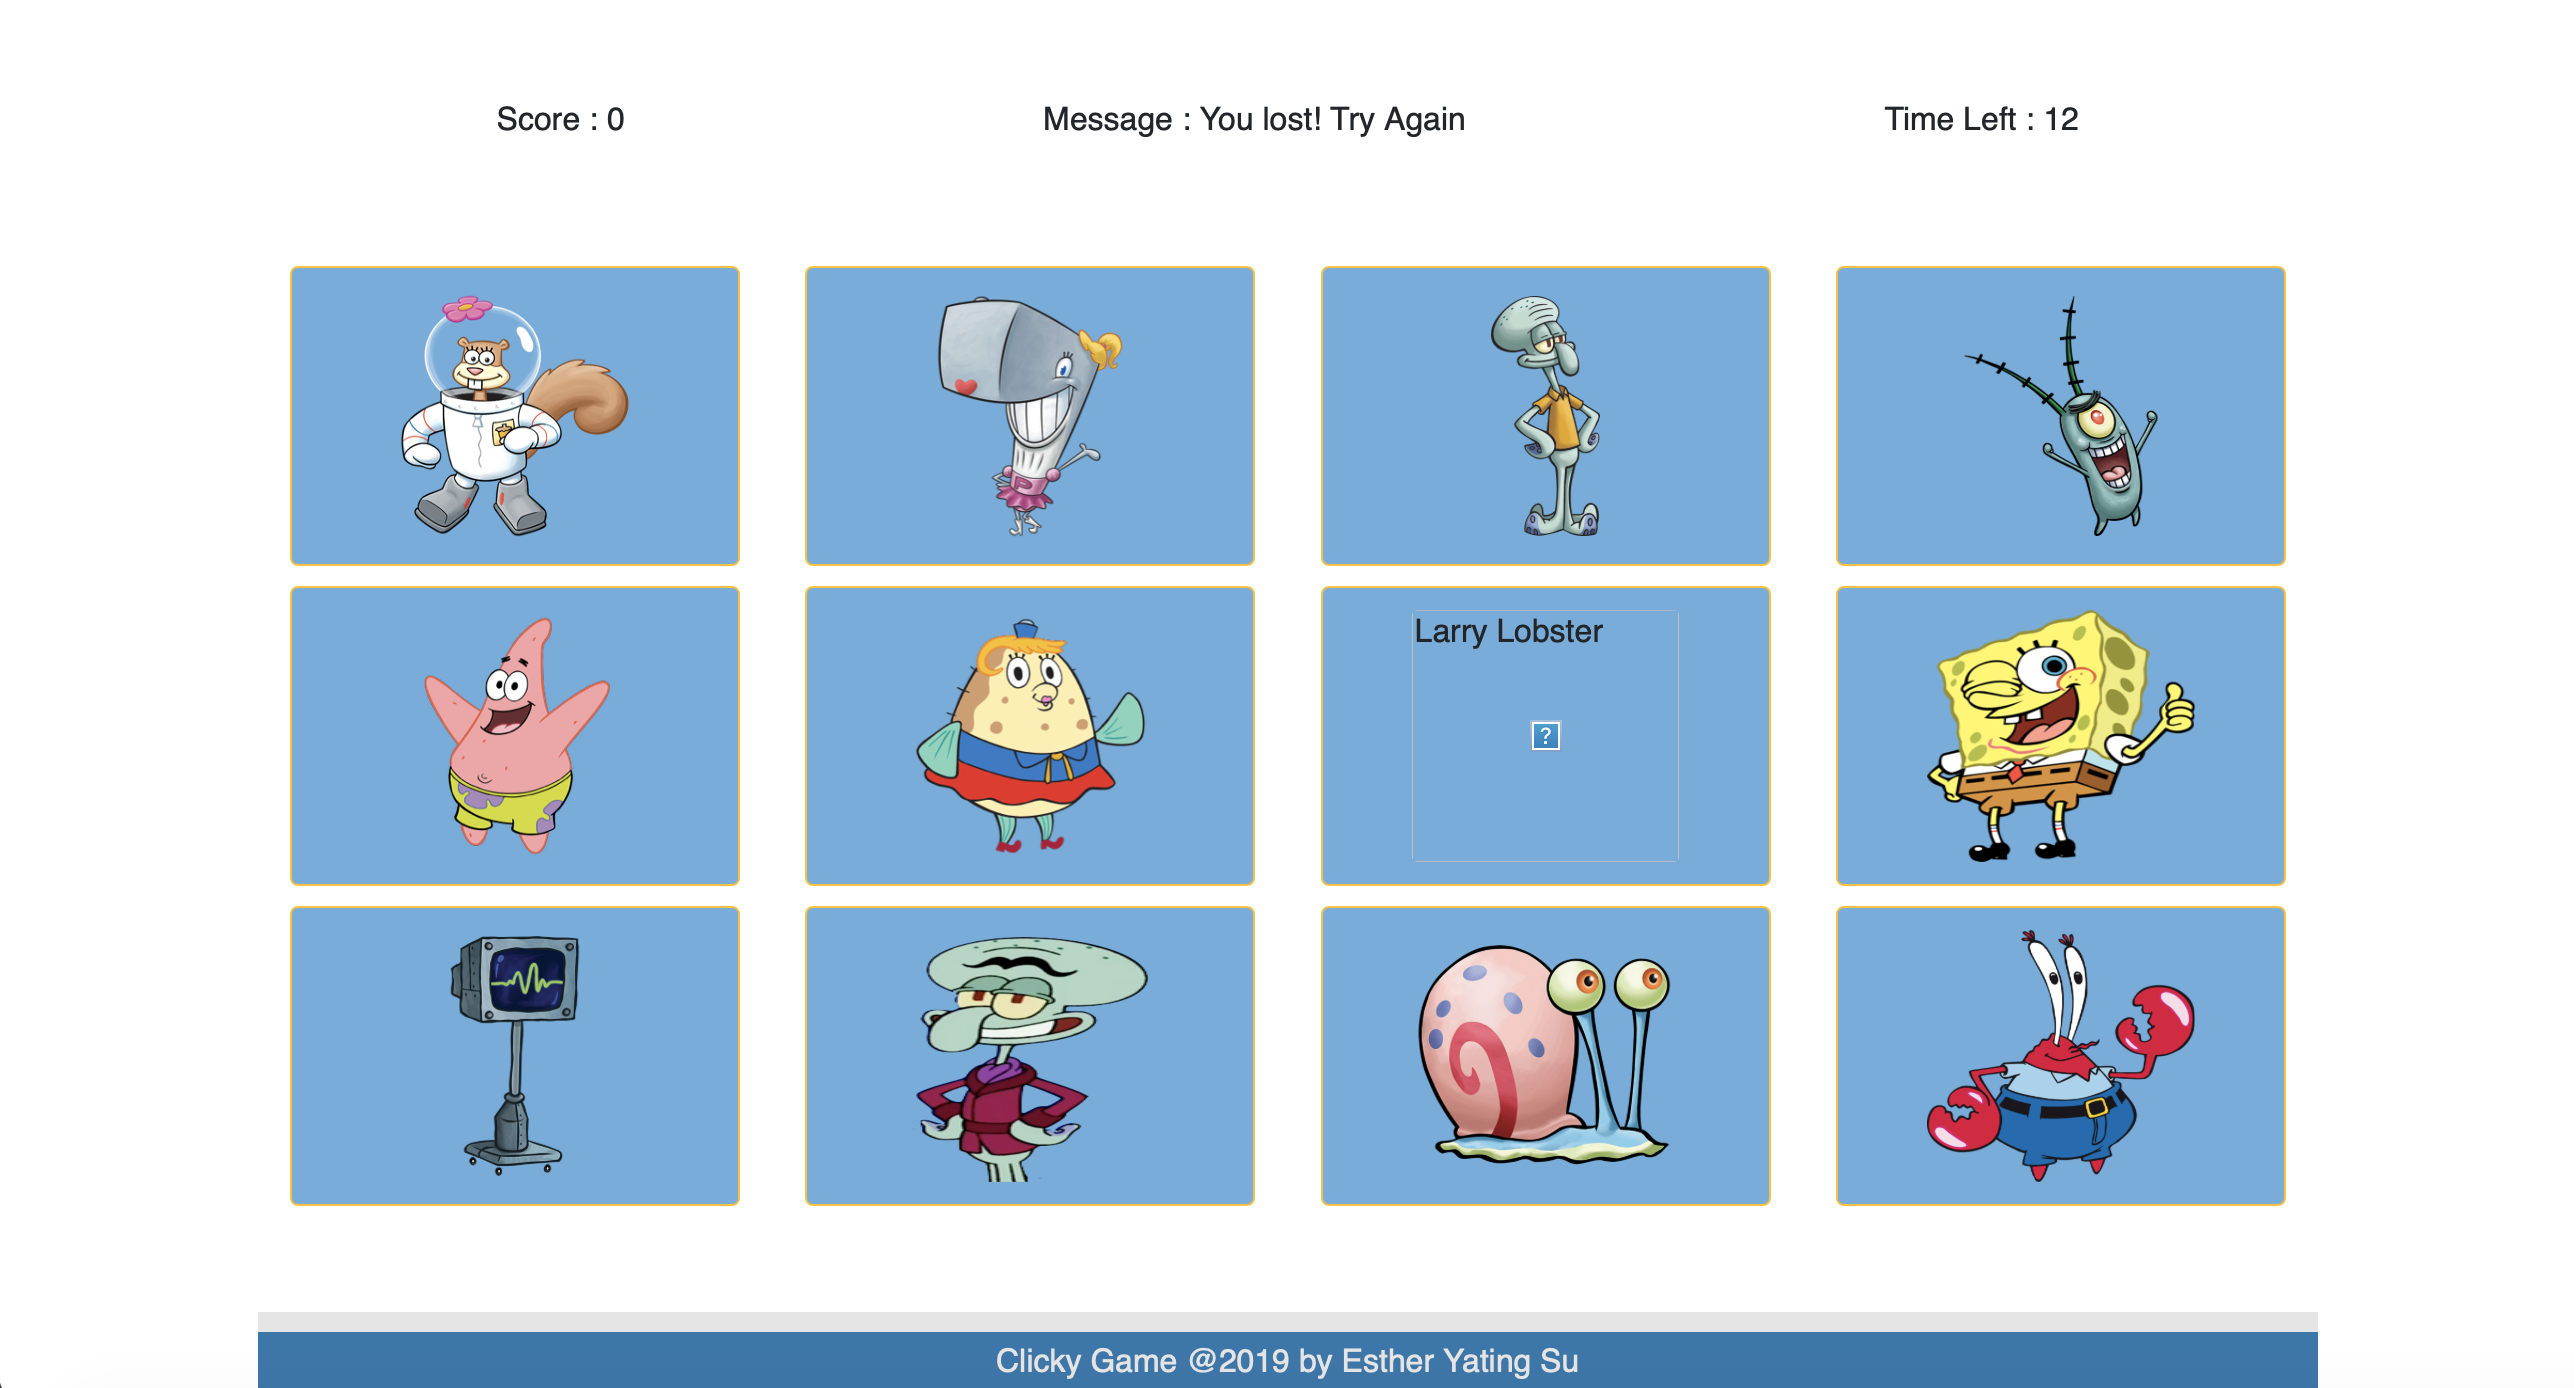 Score : 0
Message : You lost! Try Again
Time Left : 12
P
Larry Lobster
?
Clicky Game @2019 by Esther Yating Su